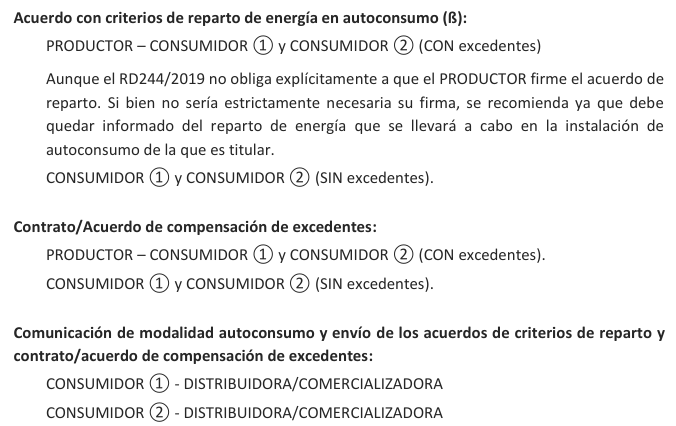 Acuerdo con criterios de reparto de energía en autoconsumo (ß):
PRODUCTOR – CONSUMIDOR ① y CONSUMIDOR ② (CON excedentes)
Aunque el RD244/2019 no obliga explícitamente a que el PRODUCTOR firme el acuerdo de
reparto. Si bien no sería estrictamente necesaria su firma, se recomienda ya que debe
quedar informado del reparto de energía que se llevará a cabo en la instalación de
autoconsumo de la que es titular.
CONSUMIDOR ① y CONSUMIDOR ② (SIN excedentes).
Contrato/Acuerdo de compensación de excedentes:
PRODUCTOR – CONSUMIDOR ① y CONSUMIDOR ② (CON excedentes).
CONSUMIDOR ① y CONSUMIDOR ② (SIN excedentes).
Comunicación de modalidad autoconsumo y envío de los acuerdos de criterios de reparto y
contrato/acuerdo de compensación de excedentes:
CONSUMIDOR ① - DISTRIBUIDORA/COMERCIALIZADORA
CONSUMIDOR ② - DISTRIBUIDORA/COMERCIALIZADORA